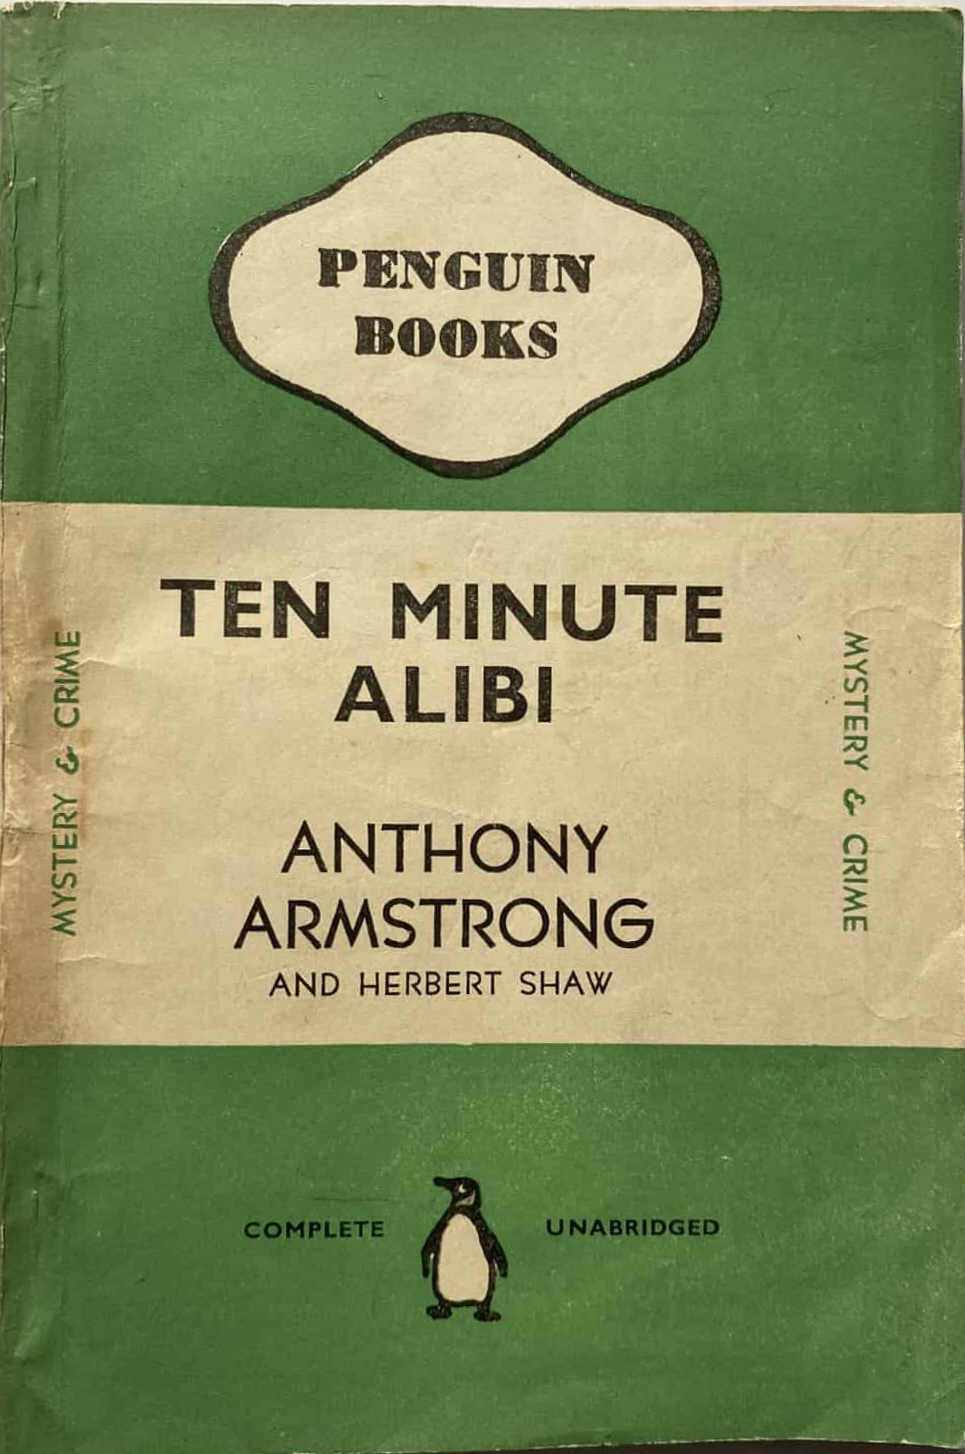 PENGUIN
BOOKS
TEN MINUTE
ALIBI
MYSTERY & CRIME
MYSTERY & CRIME
ANTHONY
ARMSTRONG
AND HERBERT SHAW
COMPLETE UNABRIDGED